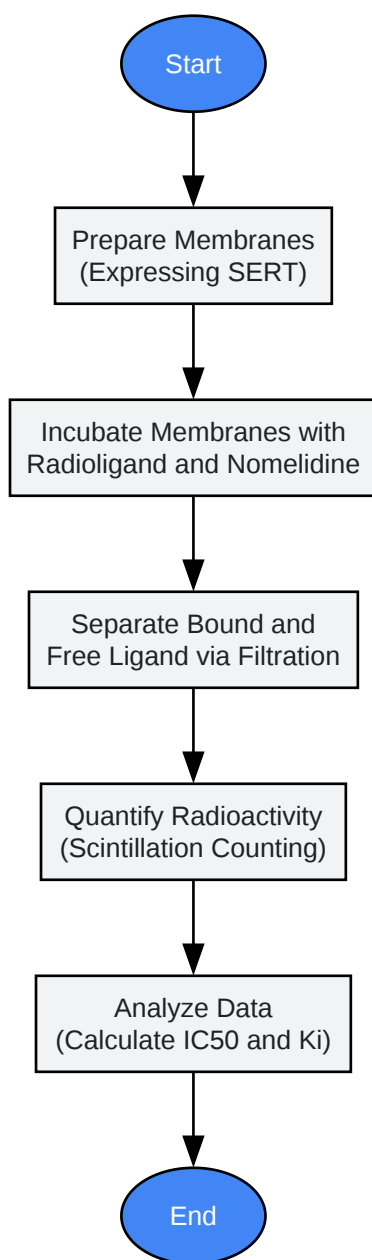 Start
Prepare Membranes
(Expressing SERT)
Incubate Membranes with
Radioligand and Nomelidine
Separate Bound and
Free Ligand via Filtration
Quantify Radioactivity
(Scintillation Counting)
Analyze Data
(Calculate IC50 and Ki)
End